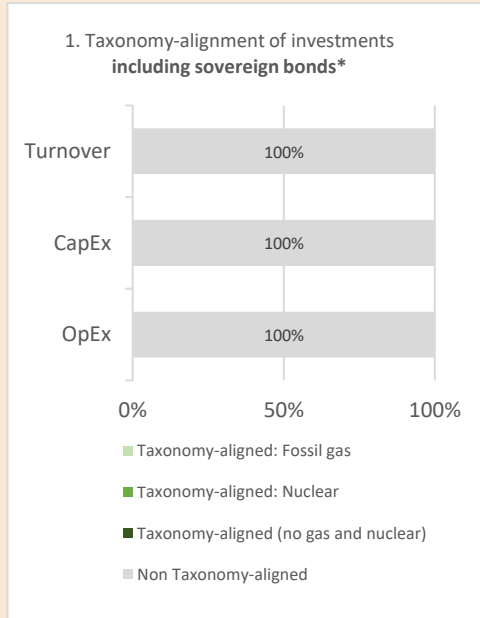 1. Taxonomy-alignment of investments
including sovereign bonds*
Turnover
100%
CapEx
100%
OpEx
100%
0%
50%
100%
Taxonomy-aligned: Fossil gas
Taxonomy-aligned: Nuclear
Taxonomy-aligned (no gas and nuclear)
Non Taxonomy-aligned